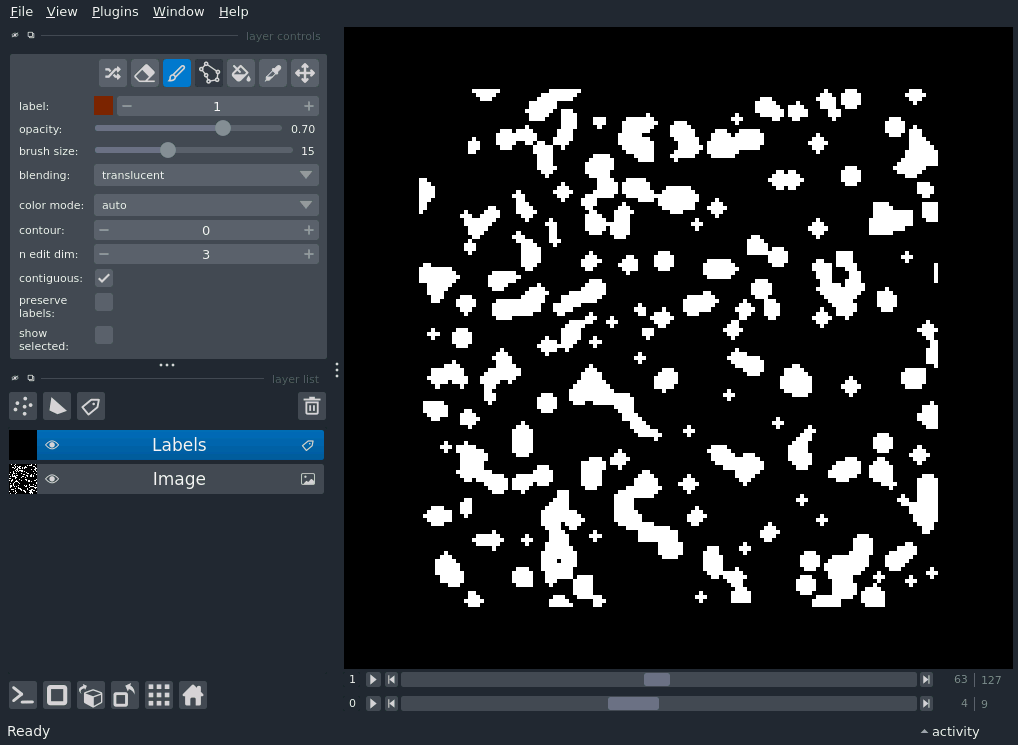 File View Plugins Window Help
layer controls
label: 1
opacity: 0.70
brush size: 15
blending: translucent
color mode: auto
contour: 0
n edit dim: 3
contiguous:
preserve
labels:
show
selected:
layer list
Labels
Image
1 63 127
0 4 9
Ready activity